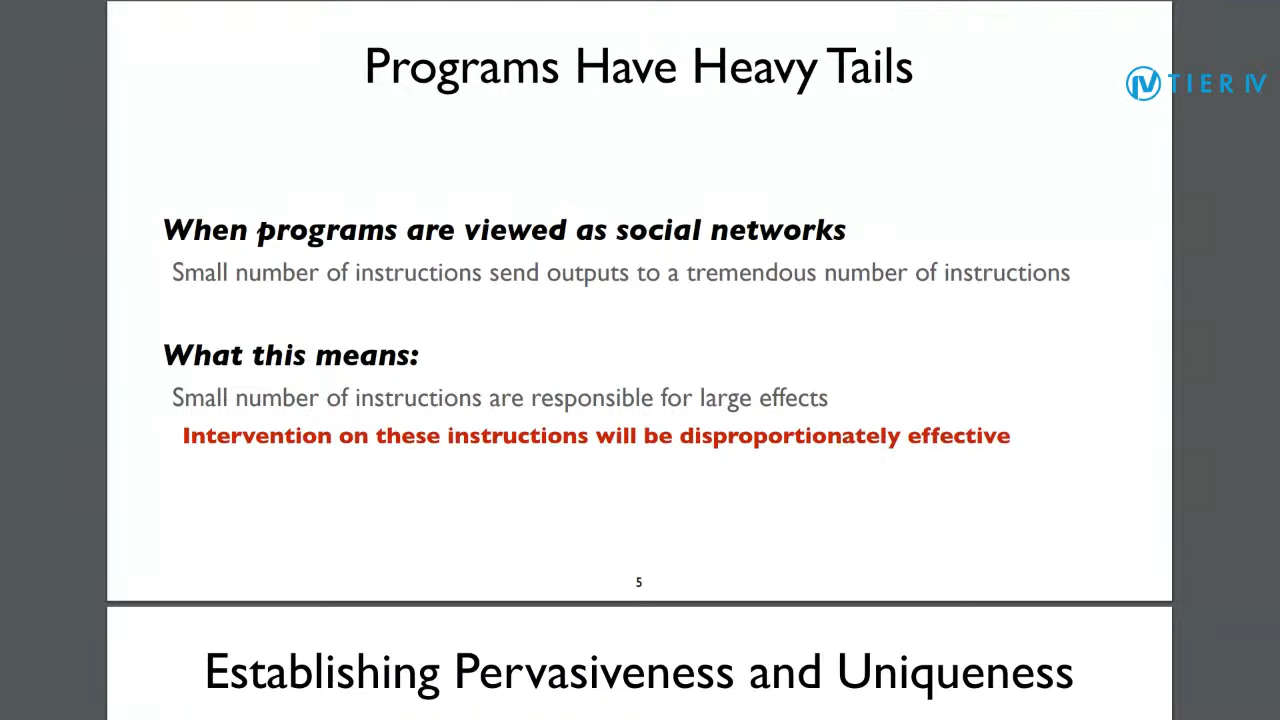 Programs Have Heavy Tails
TIER IV
When programs are viewed as social networks
Small number of instructions send outputs to a tremendous number of instructions
What this means:
Small number of instructions are responsible for large effects
Intervention on these instructions will be disproportionately effective
5
Establishing Pervasiveness and Uniqueness